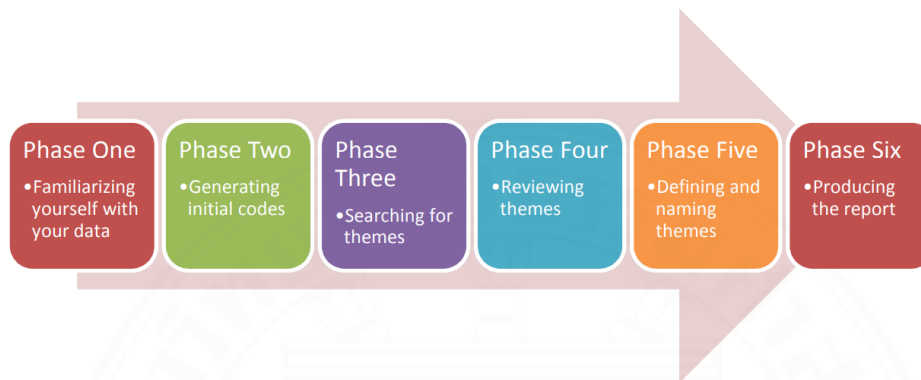 Phase One
•Familiarizing
yourself with
your data
Phase Two
•Generating
initial codes
Phase
Three
•Searching for
themes
Phase Four
•Reviewing
themes
Phase Five
•Defining and
naming
themes
Phase Six
•Producing
the report